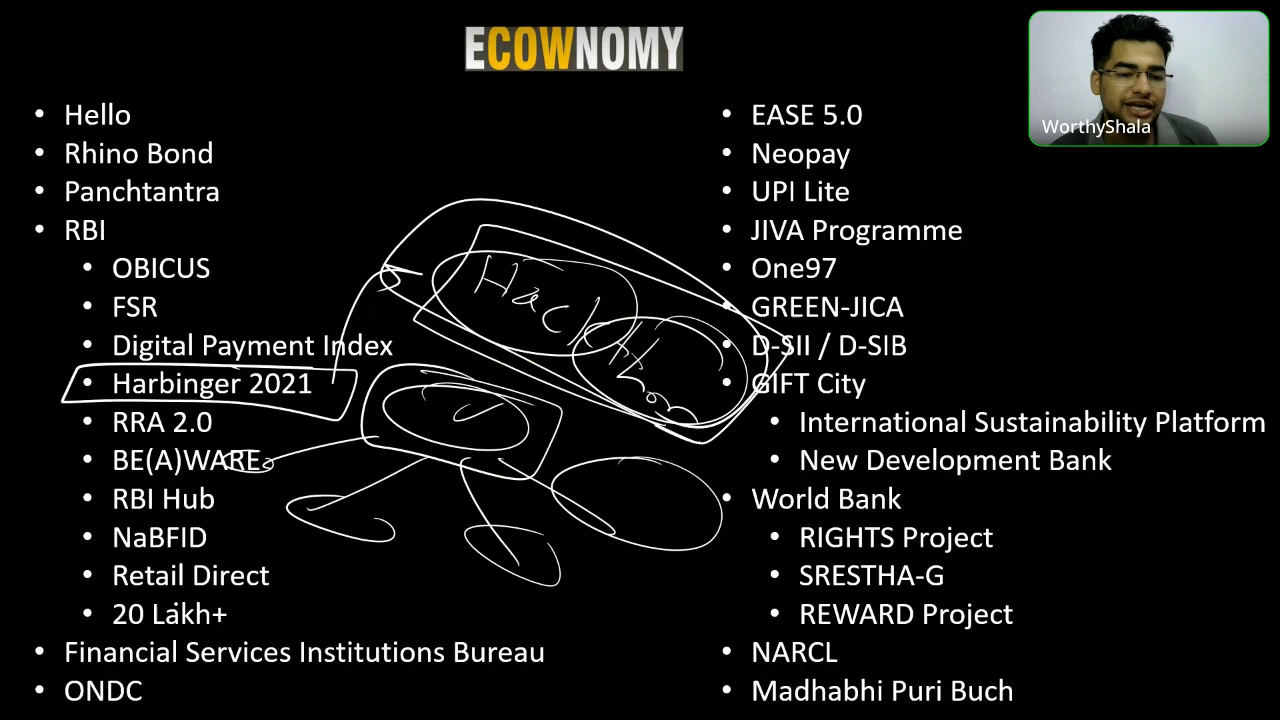 ECOWNOMY
WorthyShala
• Hello
• Rhino Bond
• Panchtantra
• RBI
• OBICUS
• FSR
• Digital Payment Index
• Harbinger 2021
• RRA 2.0
• BE(A)WARE
• RBI Hub
• NaBFID
• Retail Direct
• 20 Lakh+
• Financial Services Institutions Bureau
• ONDC
Hackathon
• EASE 5.0
• Neopay
• UPI Lite
• JIVA Programme
• One97
• GREEN-JICA
• D-SII / D-SIB
• GIFT City
• International Sustainability Platform
• New Development Bank
• World Bank
• RIGHTS Project
• SRESTHA-G
• REWARD Project
• NARCL
• Madhabhi Puri Buch